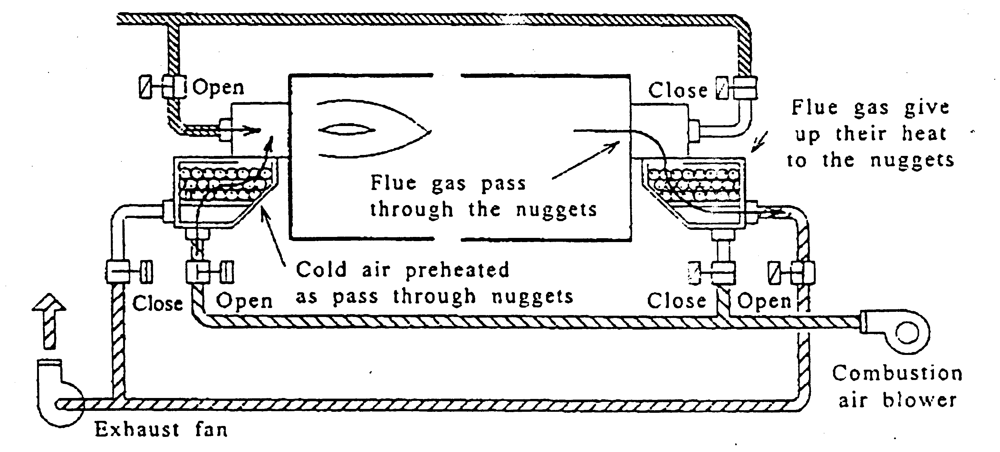 Open
Close
Flue gas give
up their heat
to the nuggets
Flue gas pass
through the nuggets
Cold air preheated
as pass through nuggets
Close
Open
Close
Open
Combustion
air blower
Exhaust fan